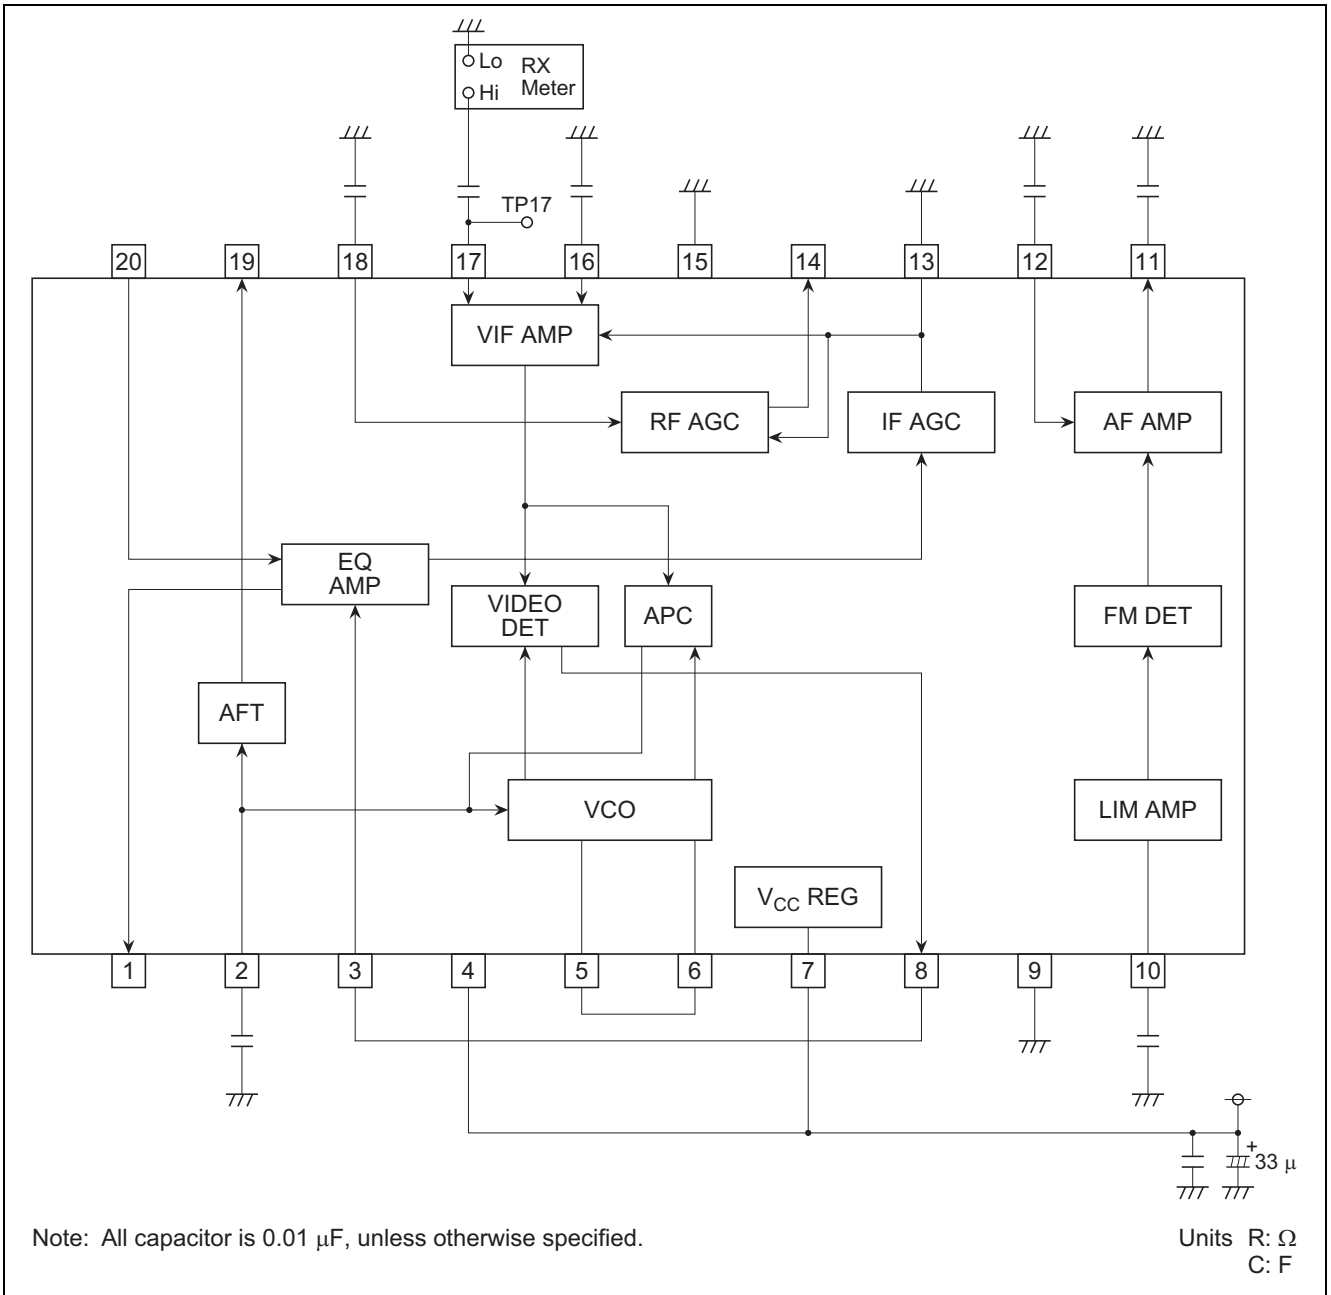 Lo
RX
Meter
Hi
TP17
20 19 18 17 16 15 14 13 12 11
VIF AMP
RF AGC
IF AGC
AF AMP
EQ
AMP
VIDEO
DET
APC
FM DET
AFT
VCO
LIM AMP
VCC REG
1 2 3 4 5 6 7 8 9 10
+
33 μ
Note: All capacitor is 0.01 μF, unless otherwise specified.
Units R: Ω
C: F